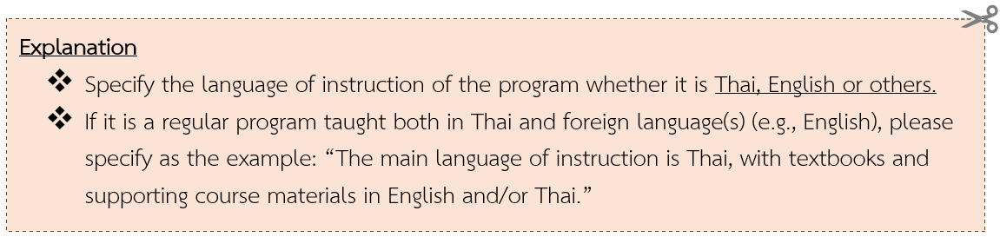 Explanation
❖ Specify the language of instruction of the program whether it is Thai, English or others.
❖ If it is a regular program taught both in Thai and foreign language(s) (e.g., English), please
specify as the example: “The main language of instruction is Thai, with textbooks and
supporting course materials in English and/or Thai.”